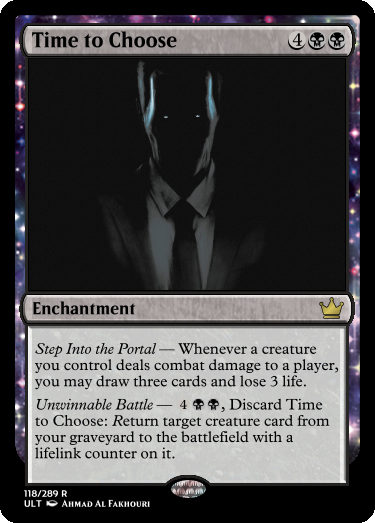 Time to Choose 4
Enchantment
Step Into the Portal — Whenever a creature
you control deals combat damage to a player,
you may draw three cards and lose 3 life.
Unwinnable Battle — 4 , Discard Time
to Choose: Return target creature card from
your graveyard to the battlefield with a
lifelink counter on it.
118/289 R
ULT Ahmad Al Fakhouri